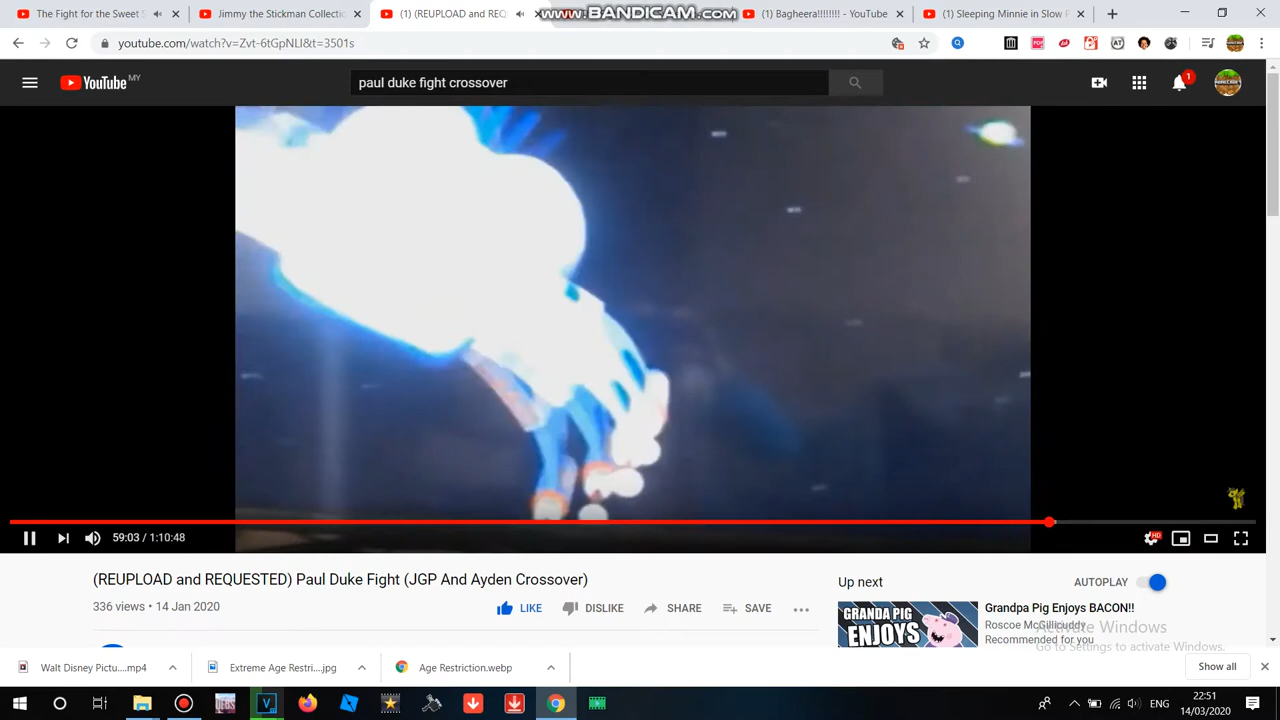 The Fight for the Sweet S
Jimmy the Stickman Collectic
(1) (REUPLOAD and REQ
www.BANDICAM.com
(1) Bagheera!!!!!!!! - YouTube
(1) Sleeping Minnie in Slow P
youtube.com/watch?v=Zvt-6tGpNLI&t=3501s
YouTube MY
paul duke fight crossover
1
59:03 / 1:10:48
HD
(REUPLOAD and REQUESTED) Paul Duke Fight (JGP And Ayden Crossover)
336 views • 14 Jan 2020
LIKE
DISLIKE
SHARE
SAVE
Up next
AUTOPLAY
GRANDA PIG
ENJOYS
Grandpa Pig Enjoys BACON!!
Roscoe McGillicuddy
Recommended for you
Activate Windows
Go to Settings to activate Windows.
Walt Disney Pictu....mp4
Extreme Age Restri....jpg
Age Restriction.webp
Show all
V
ENG
22:51
14/03/2020